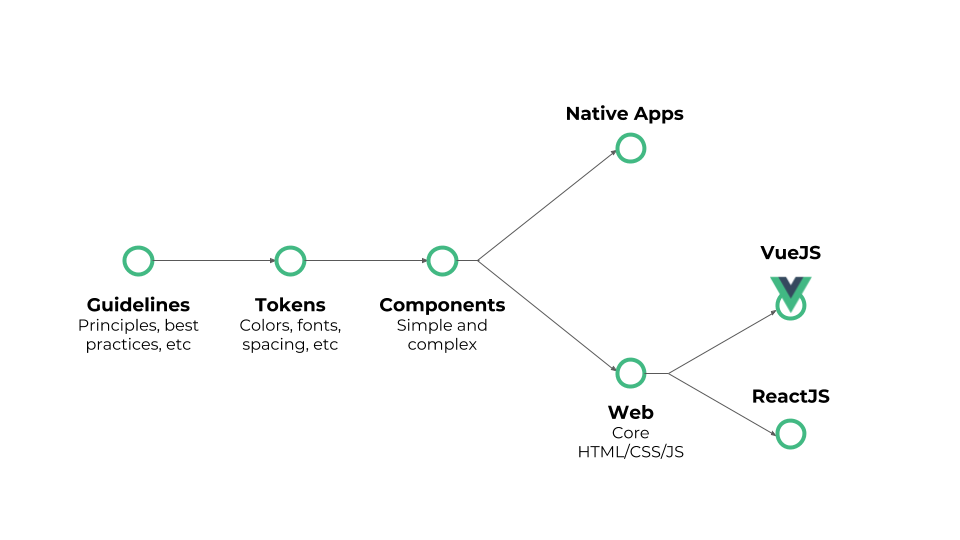 Native Apps
VueJS
Guidelines
Principles, best
practices, etc
Tokens
Colors, fonts,
spacing, etc
Components
Simple and
complex
ReactJS
Web
Core
HTML/CSS/JS